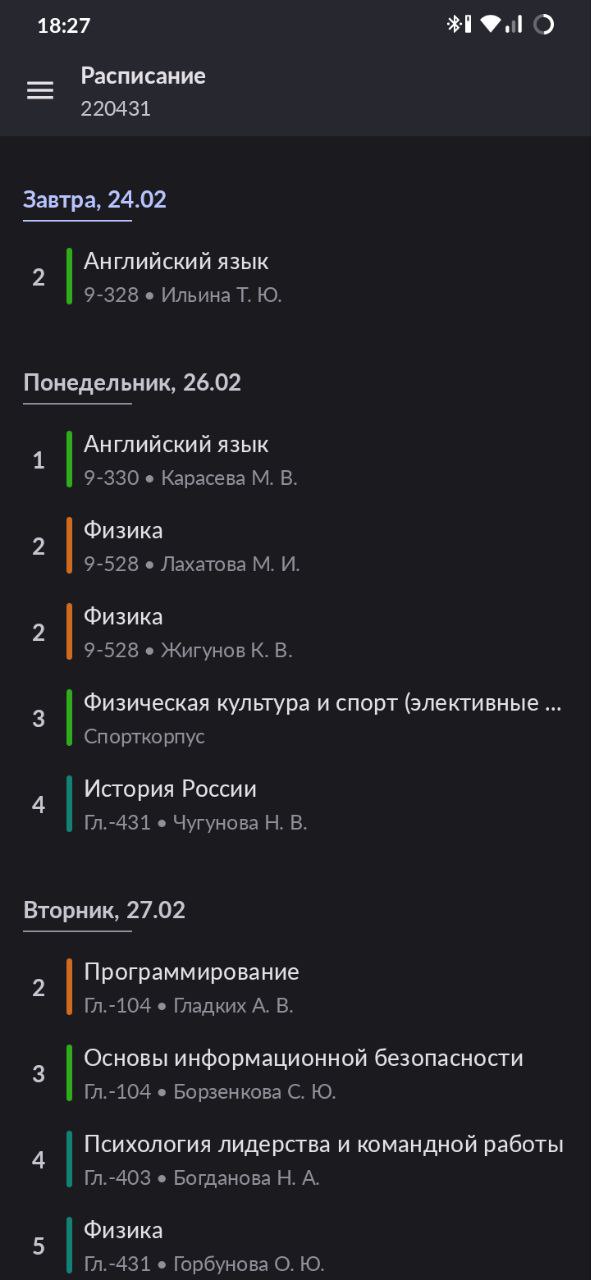 18:27
Расписание
220431
Завтра, 24.02
2
Английский язык
9-328 • Ильина Т. Ю.
Понедельник, 26.02
1
Английский язык
9-330 • Карасева М. В.
2
Физика
9-528 • Лахатова М. И.
2
Физика
9-528 • Жигунов К. В.
3
Физическая культура и спорт (элективные ...
Спорткорпус
4
История России
Гл.-431 • Чугунова Н. В.
Вторник, 27.02
2
Программирование
Гл.-104 • Гладких А. В.
3
Основы информационной безопасности
Гл.-104 • Борзенкова С. Ю.
4
Психология лидерства и командной работы
Гл.-403 • Богданова Н. А.
5
Физика
Гл.-431 • Горбунова О. Ю.